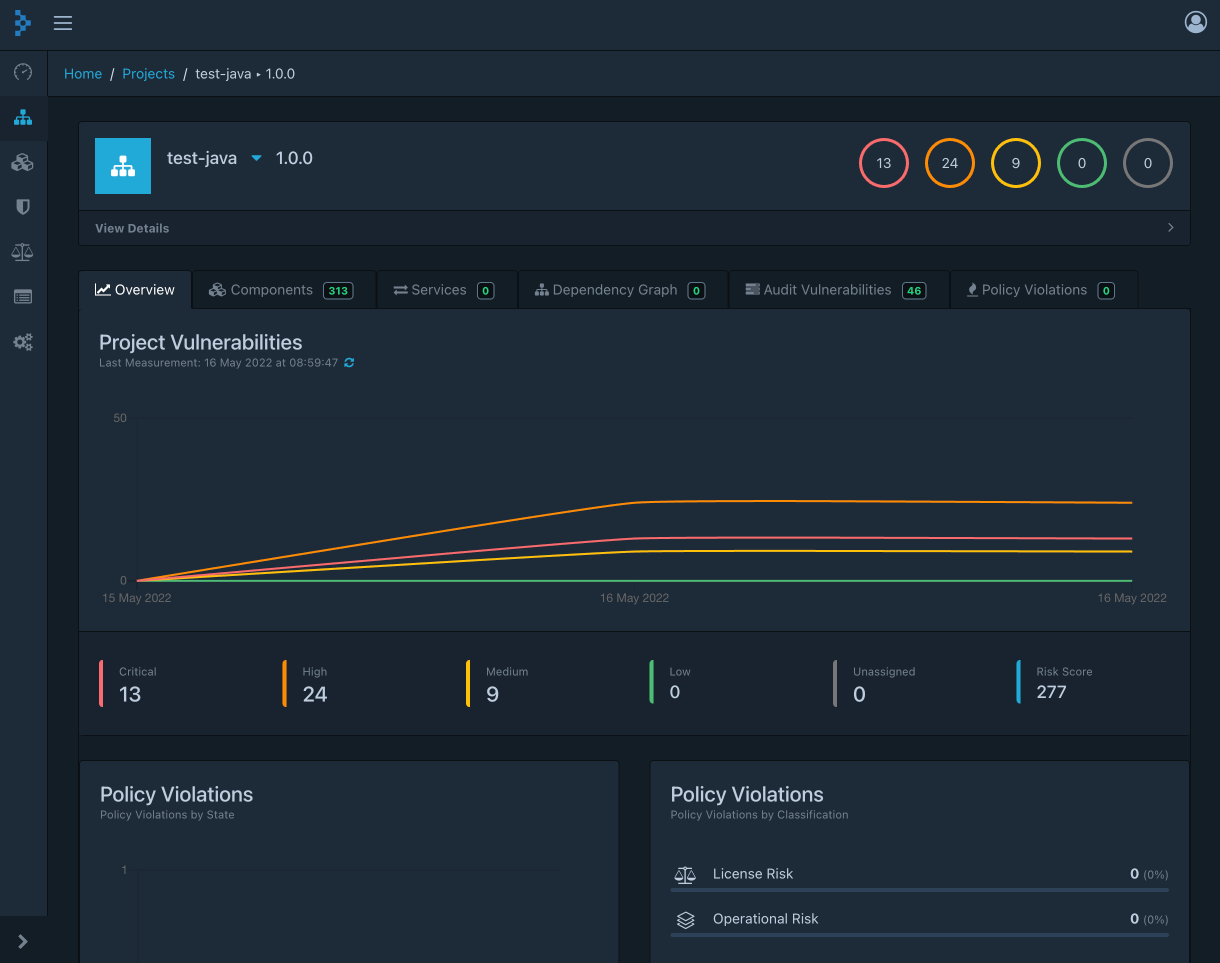 Home / Projects / test-java ▸ 1.0.0
test-java 1.0.0
13 24 9 0 0
View Details
Overview Components 313 Services 0 Dependency Graph 0 Audit Vulnerabilities 46 Policy Violations 0
Project Vulnerabilities
Last Measurement: 16 May 2022 at 08:59:47
50
0
15 May 2022 16 May 2022 16 May 2022
Critical High Medium Low Unassigned Risk Score
13 24 9 0 0 277
Policy Violations
Policy Violations by State
1
Policy Violations
Policy Violations by Classification
License Risk 0 (0%)
Operational Risk 0 (0%)